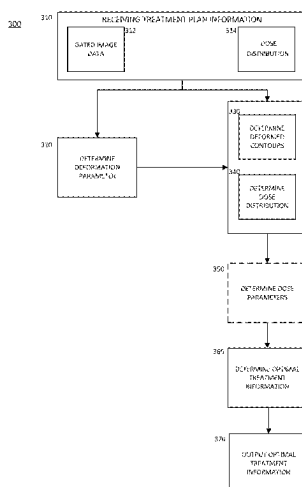 300
310
RECEIVING TREATMENT PLAN INFORMATION
312
GATED IMAGE
DATA
314
DOSE
DISTRIBUTION
330
DETERMINE
DEFORMATION
PARAMETER
DETERMINE
DEFORMED
CONTOURS
340
DETERMINE
DOSE
DISTRIBUTION
350
DETERMINE DOSE
PARAMETERS
360
DETERMINE OPTIMAL
TREATMENT
INFORMATION
370
OUTPUT OPTIMAL
TREATMENT
INFORMATION